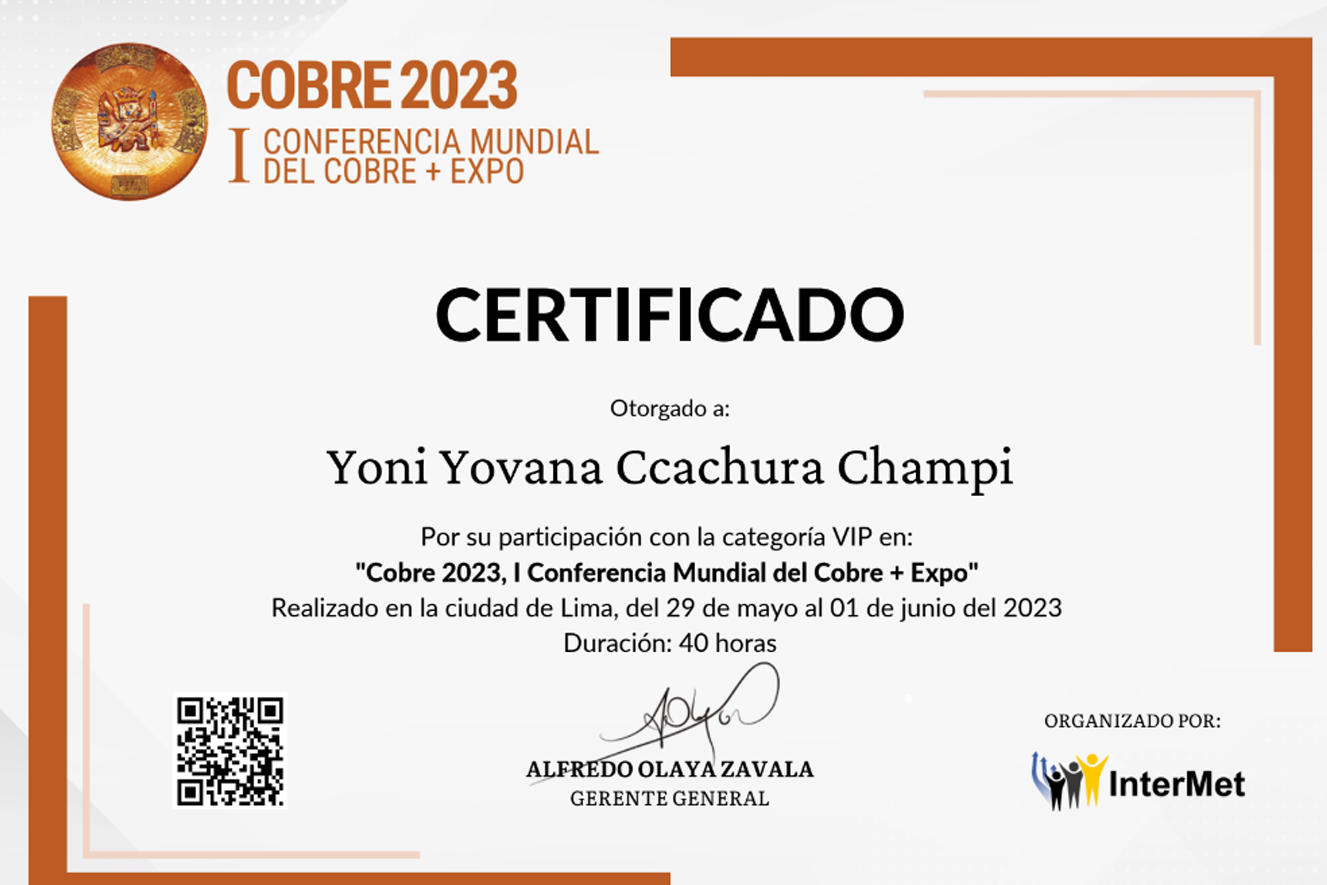 COBRE 2023
I CONFERENCIA MUNDIAL
DEL COBRE + EXPO
CERTIFICADO
Otorgado a:
Yoni Yovana Ccachura Champi
Por su participación con la categoría VIP en:
"Cobre 2023, I Conferencia Mundial del Cobre + Expo"
Realizado en la ciudad de Lima, del 29 de mayo al 01 de junio del 2023
Duración: 40 horas
ALFREDO OLAYA ZAVALA
GERENTE GENERAL
ORGANIZADO POR:
InterMet